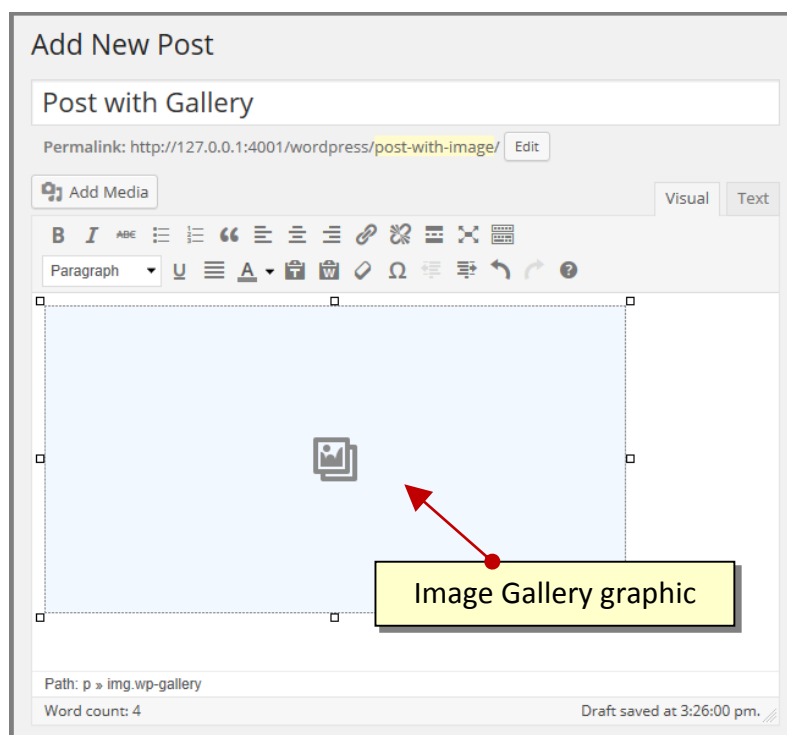 Add New Post
Post with Gallery
Permalink: http://127.0.0.1:4001/wordpress/post-with-image/ Edit
Add Media Visual Text
B I ABC
Paragraph U A T W Ω ?
Image Gallery graphic
Path: p » img.wp-gallery
Word count: 4 Draft saved at 3:26:00 pm.